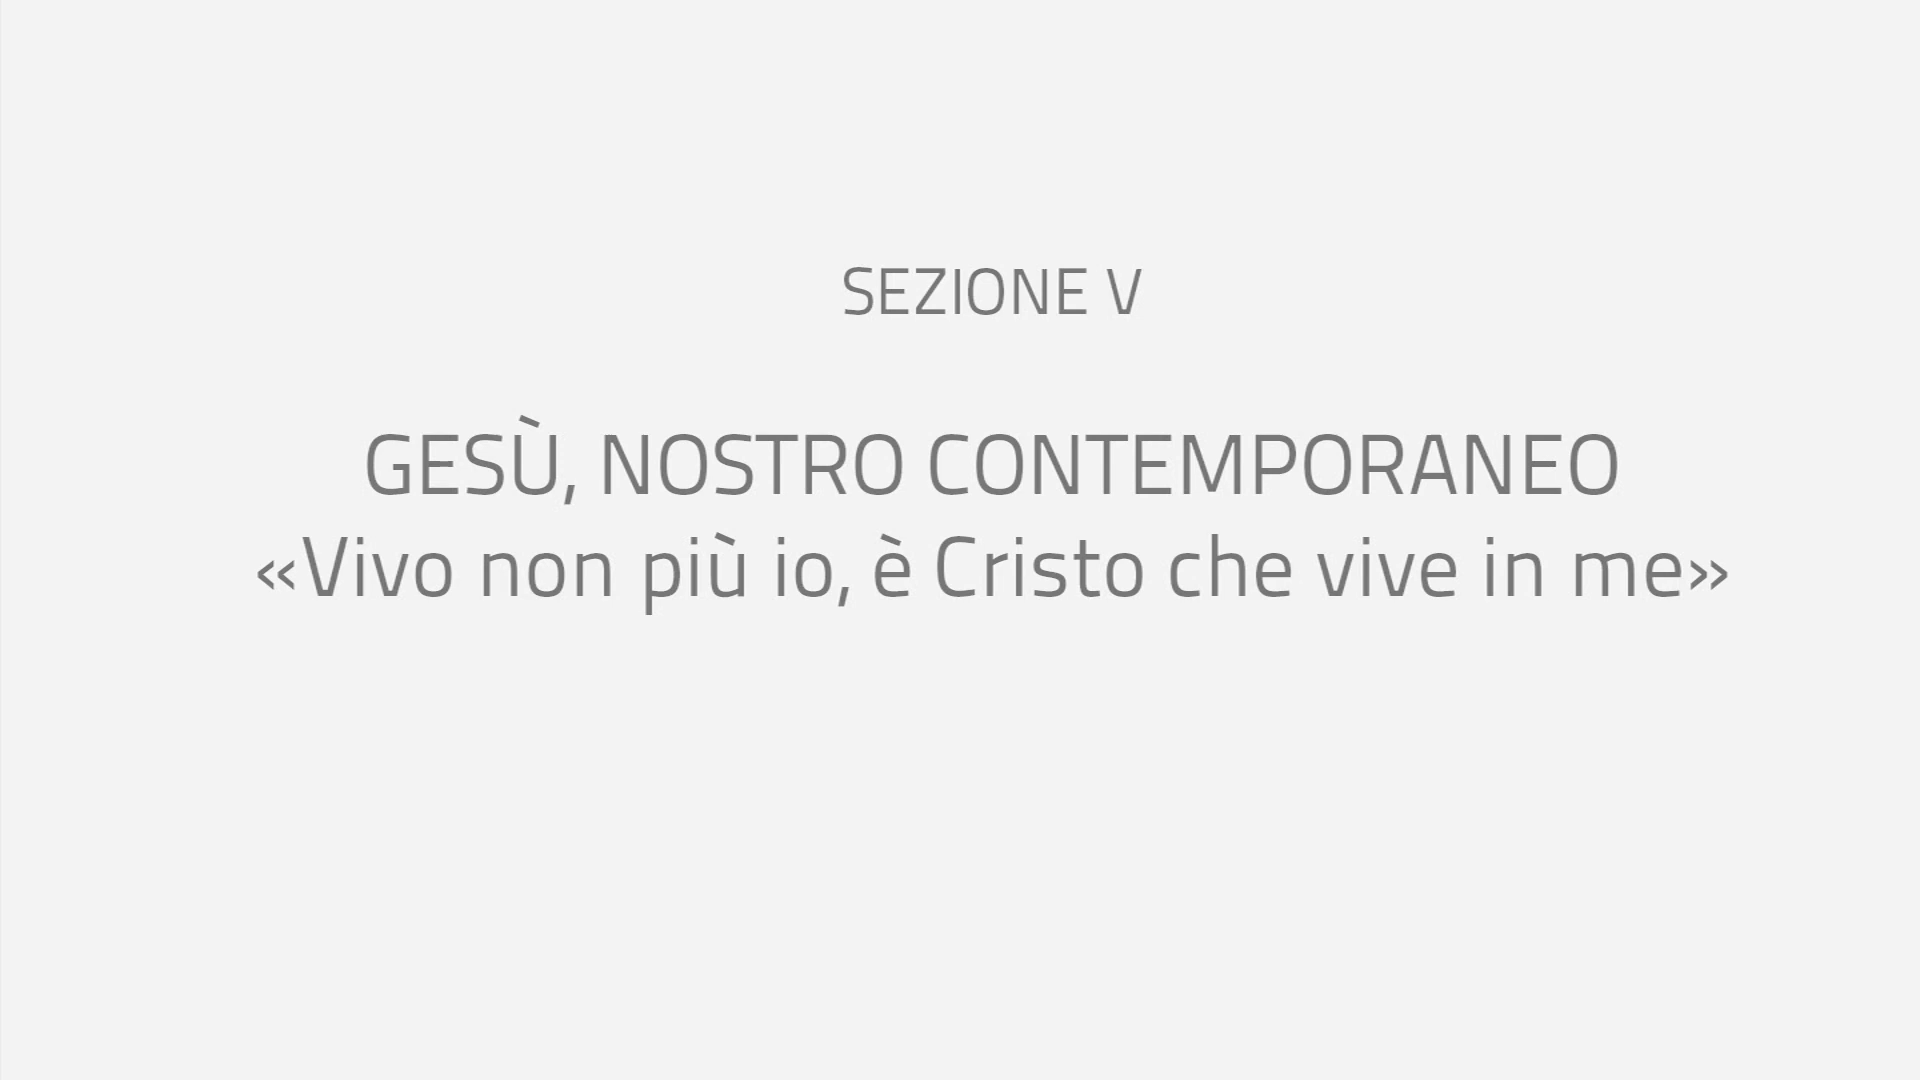 SEZIONE V
GESÙ, NOSTRO CONTEMPORANEO
«Vivo non più io, è Cristo che vive in me»